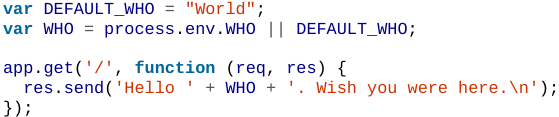 var DEFAULT_WHO = "World";
var WHO = process.env.WHO || DEFAULT_WHO;

app.get('/', function (req, res) {
  res.send('Hello ' + WHO + '. Wish you were here.\n');
});